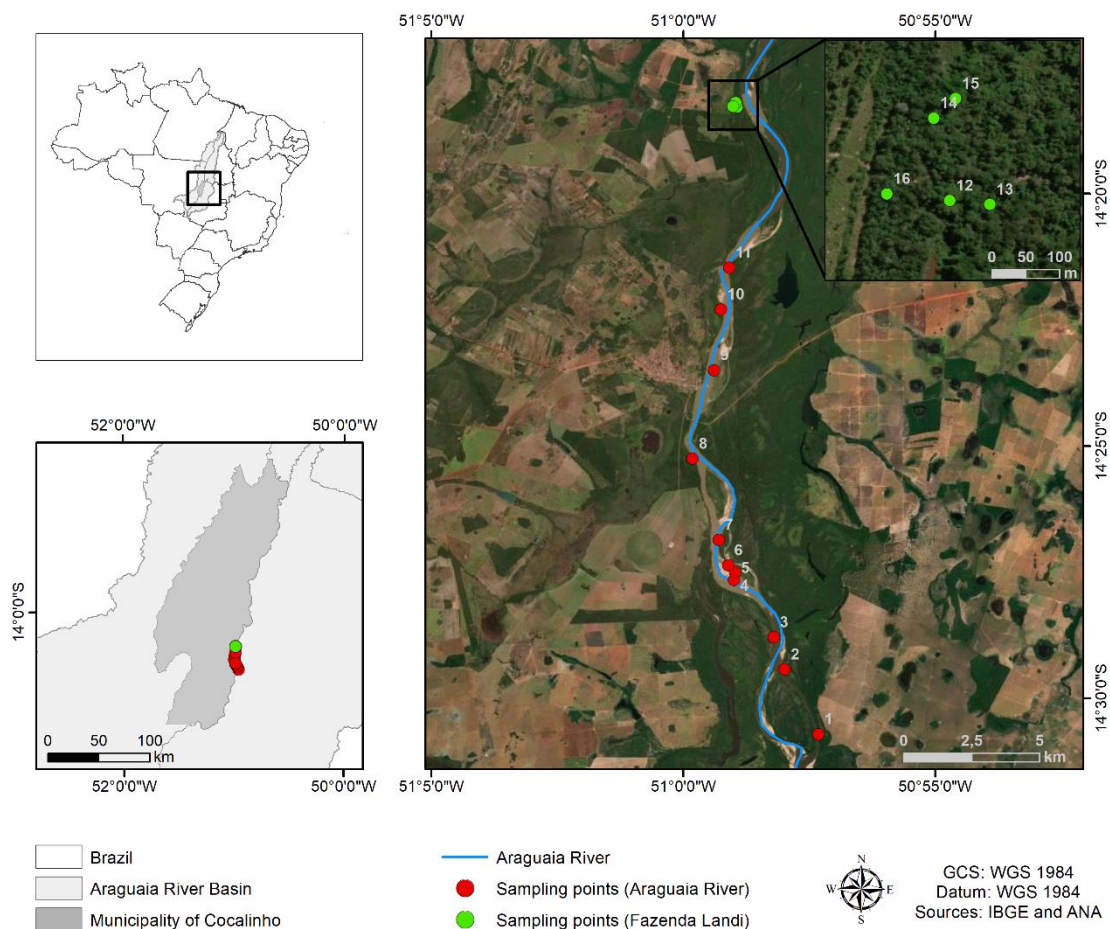 51°5'0"W
51°0'0"W
50°55'0"W
15
14
16
12
13
0
50
100
m
14°20'0"S
11
10
9
52°0'0"W
50°0'0"W
8
14°25'0"S
7
6
5
4
14°0'0"S
3
2
14°30'0"S
1
0
50
100
km
0
2,5
5
km
52°0'0"W
50°0'0"W
51°5'0"W
51°0'0"W
50°55'0"W
Brazil
Araguaia River Basin
Municipality of Cocalinho
Araguaia River
Sampling points (Araguaia River)
Sampling points (Fazenda Landi)
N
W
E
S
GCS: WGS 1984
Datum: WGS 1984
Sources: IBGE and ANA